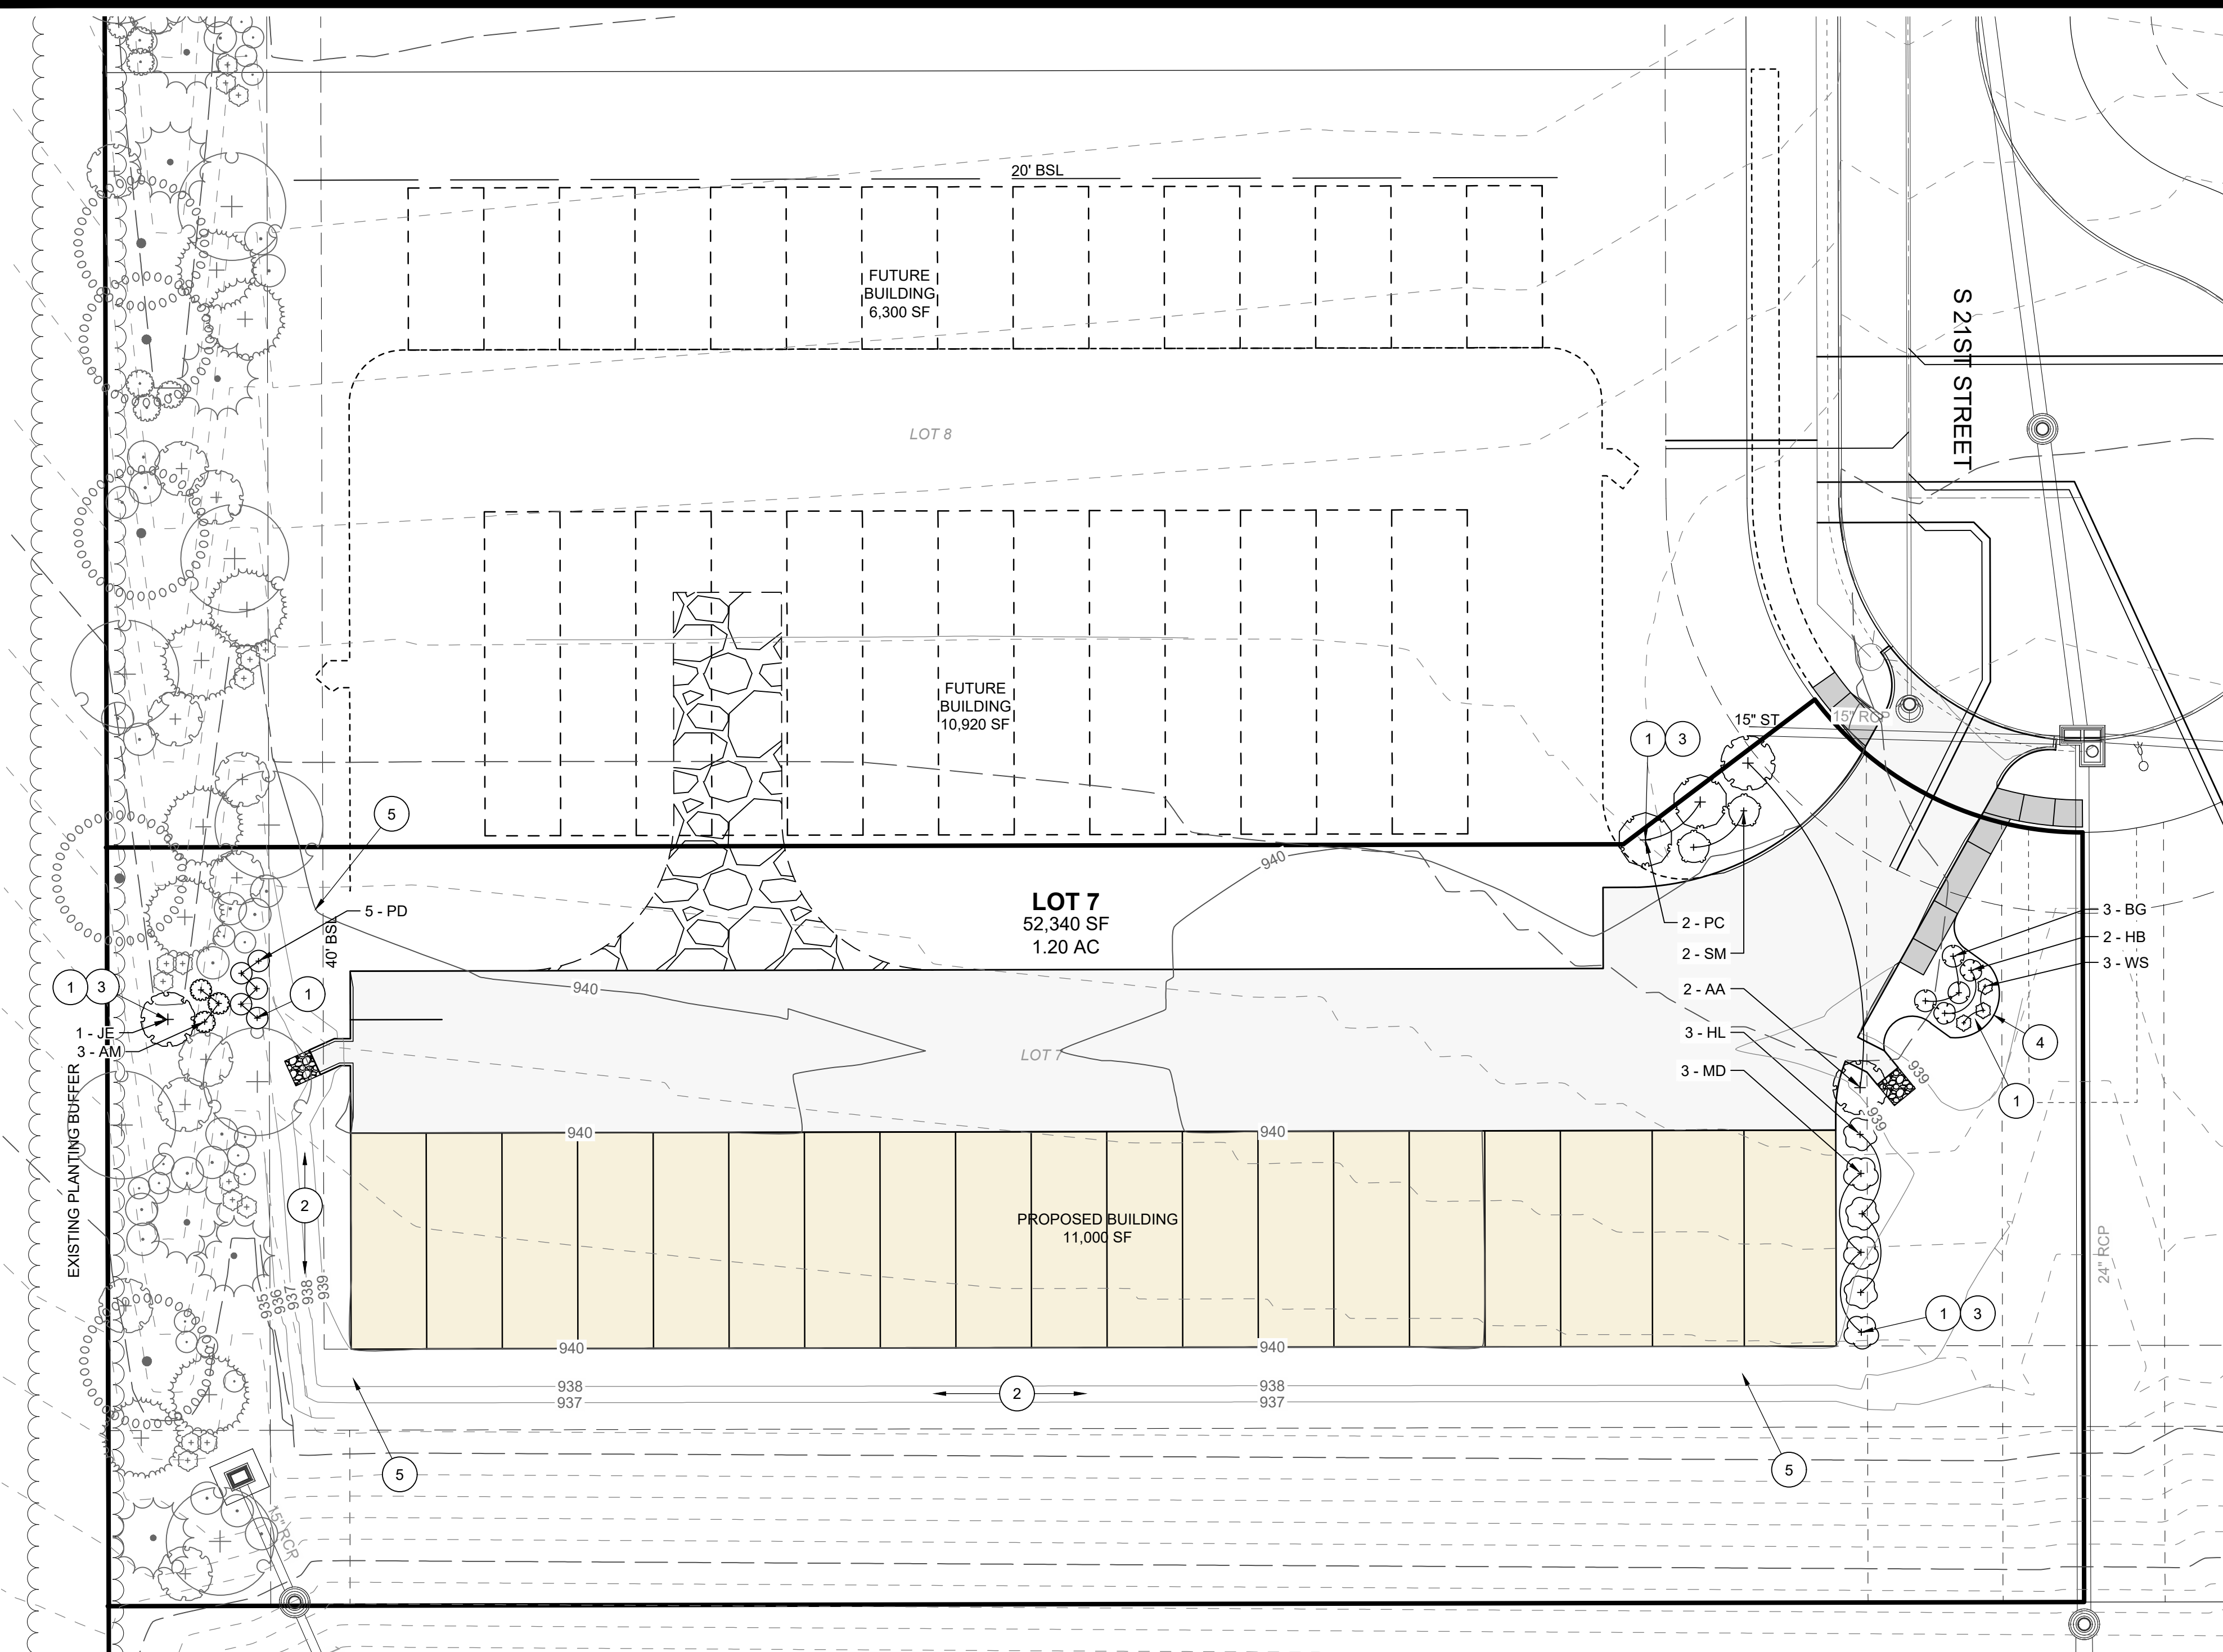 20' BSL
FUTURE
BUILDING
6,300 SF
S 21ST STREET
LOT 8
FUTURE
BUILDING
10,920 SF
15" ST
15" RCP
1
3
5
940
LOT 7
52,340 SF
1.20 AC
5 - PD
40' BSL
2 - PC
2 - SM
3 - BG
2 - HB
3 - WS
1
3
1
940
2 - AA
1 - JE
3 - AM
LOT 7
3 - HL
3 - MD
4
939
1
939
EXISTING PLANTING BUFFER
940
940
2
PROPOSED BUILDING
11,000 SF
24" RCP
935
936
937
938
939
1
3
940
940
938
937
2
938
937
5
5
15" RCP